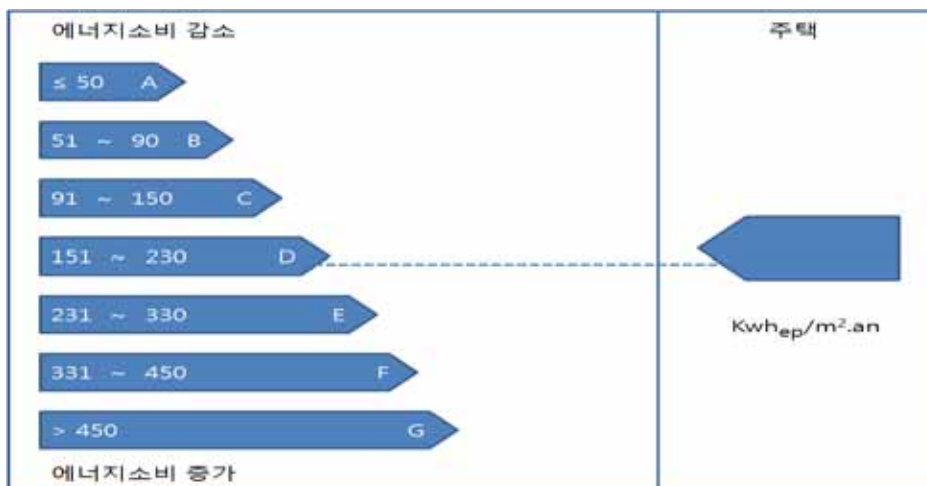 에너지소비 감소
주택
≤ 50 A
51 ~ 90 B
91 ~ 150 C
151 ~ 230 D
231 ~ 330 E
Kwhep/m².an
331 ~ 450 F
> 450 G
에너지소비 증가